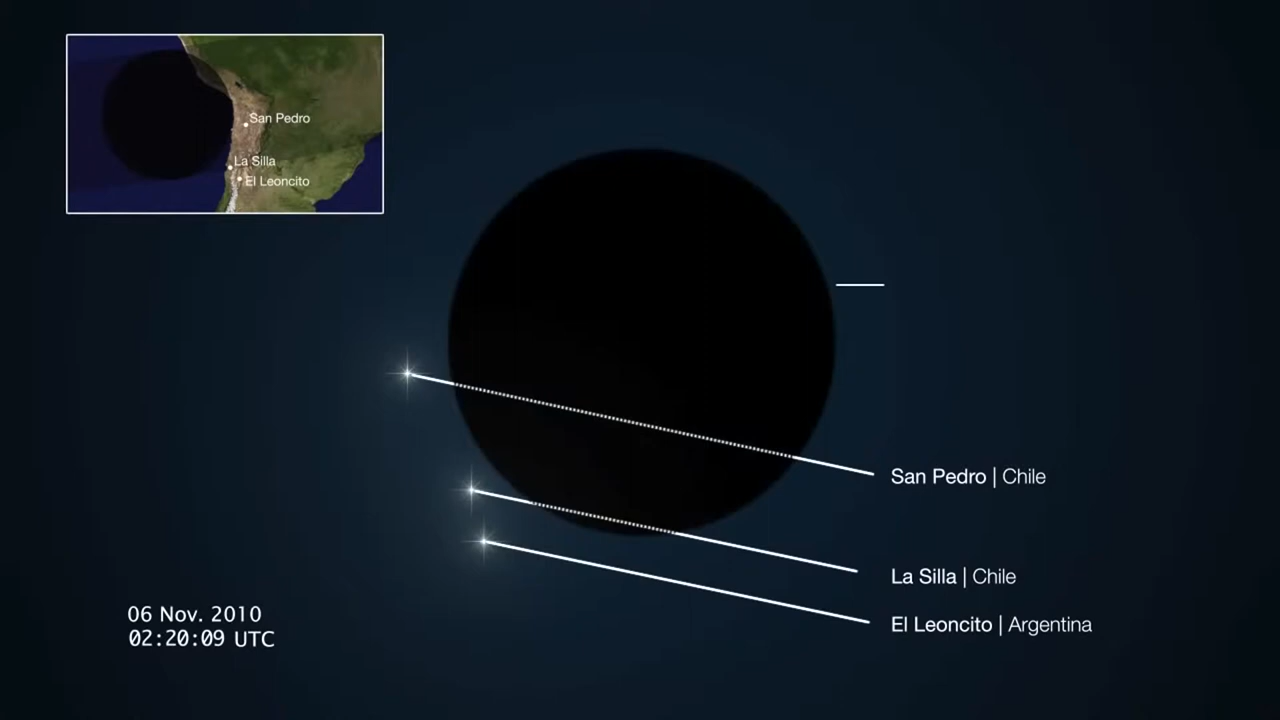 San Pedro
La Silla
El Leoncito
San Pedro | Chile
La Silla | Chile
El Leoncito | Argentina
06 Nov. 2010
02:20:09 UTC